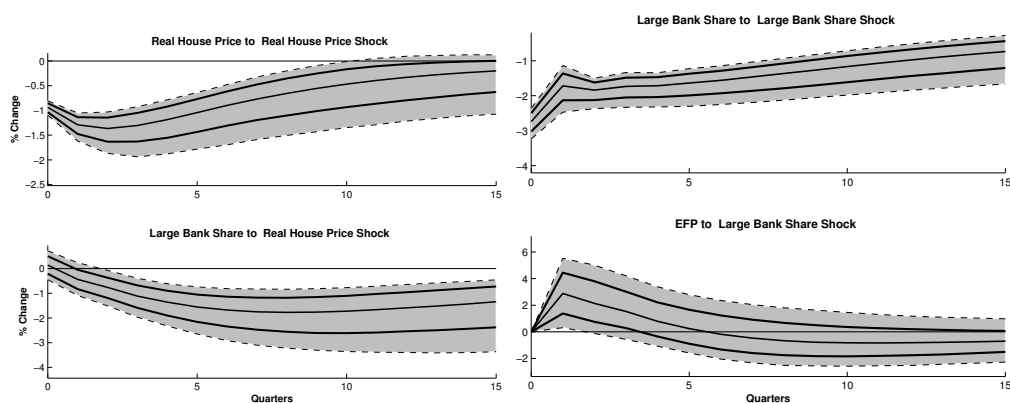 Real House Price to Real House Price Shock
% Change
0
−0.5
−1
−1.5
−2
−2.5
0 5 10 15
Large Bank Share to Large Bank Share Shock
−1
−2
−3
−4
0 5 10 15
Large Bank Share to Real House Price Shock
% Change
0
−1
−2
−3
−4
0 5 10 15
Quarters
EFP to Large Bank Share Shock
6
4
2
0
−2
0 5 10 15
Quarters